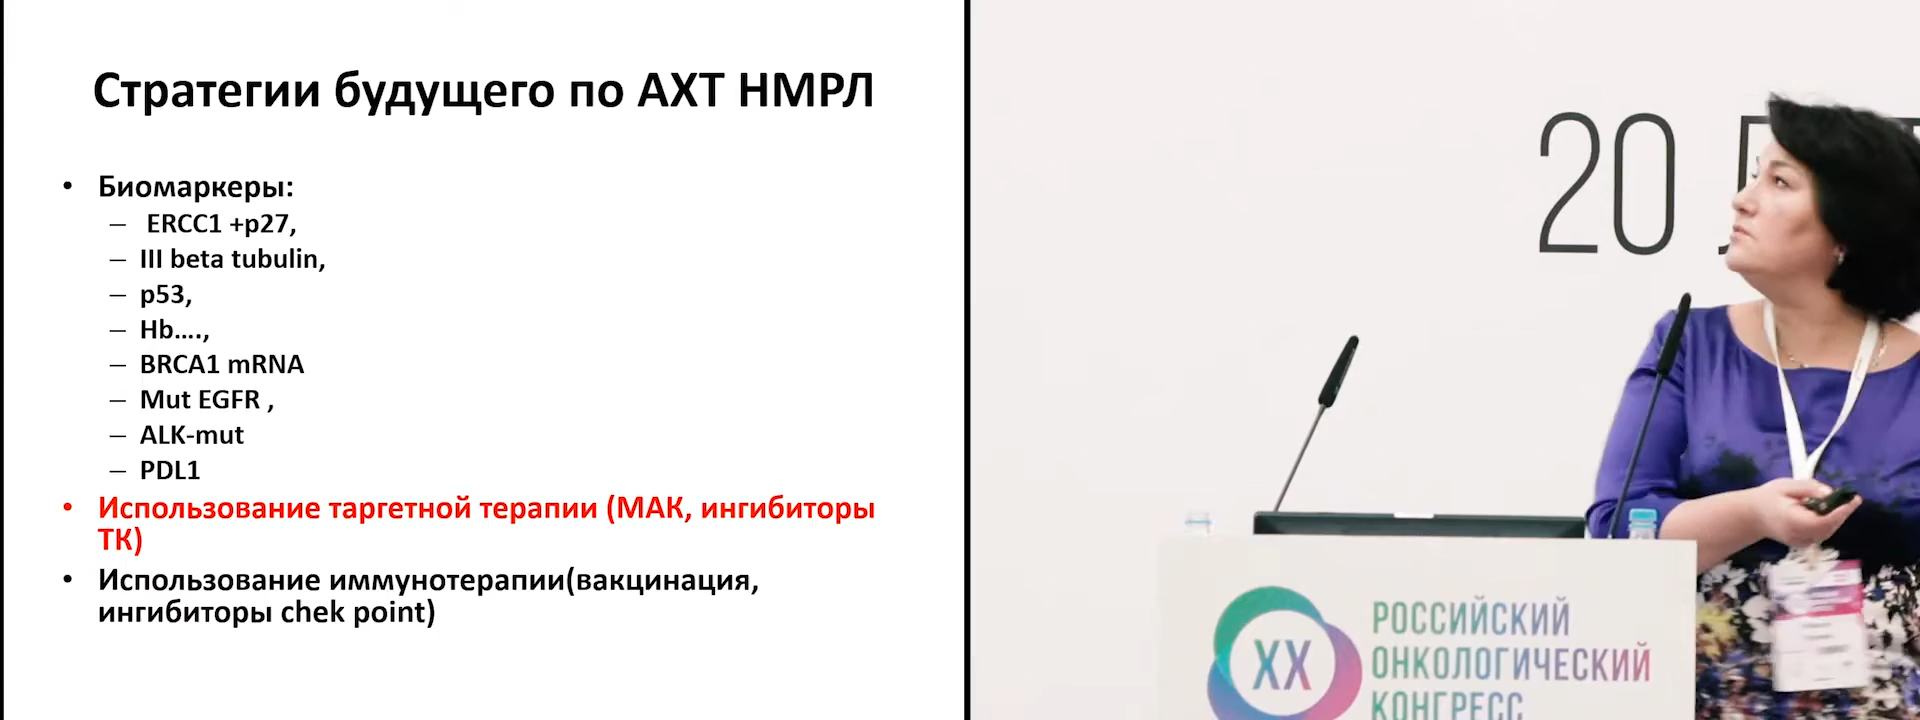 Стратегии будущего по АХТ НМРЛ
• Биомаркеры:
– ERCC1 +p27,
– III beta tubulin,
– p53,
– Hb....,
– BRCA1 mRNA
– Mut EGFR ,
– ALK-mut
– PDL1
• Использование таргетной терапии (МАК, ингибиторы
ТК)
• Использование иммунотерапии(вакцинация,
ингибиторы chek point)
20
XX
РОССИЙСКИЙ
ОНКОЛОГИЧЕСКИЙ
КОНГРЕСС